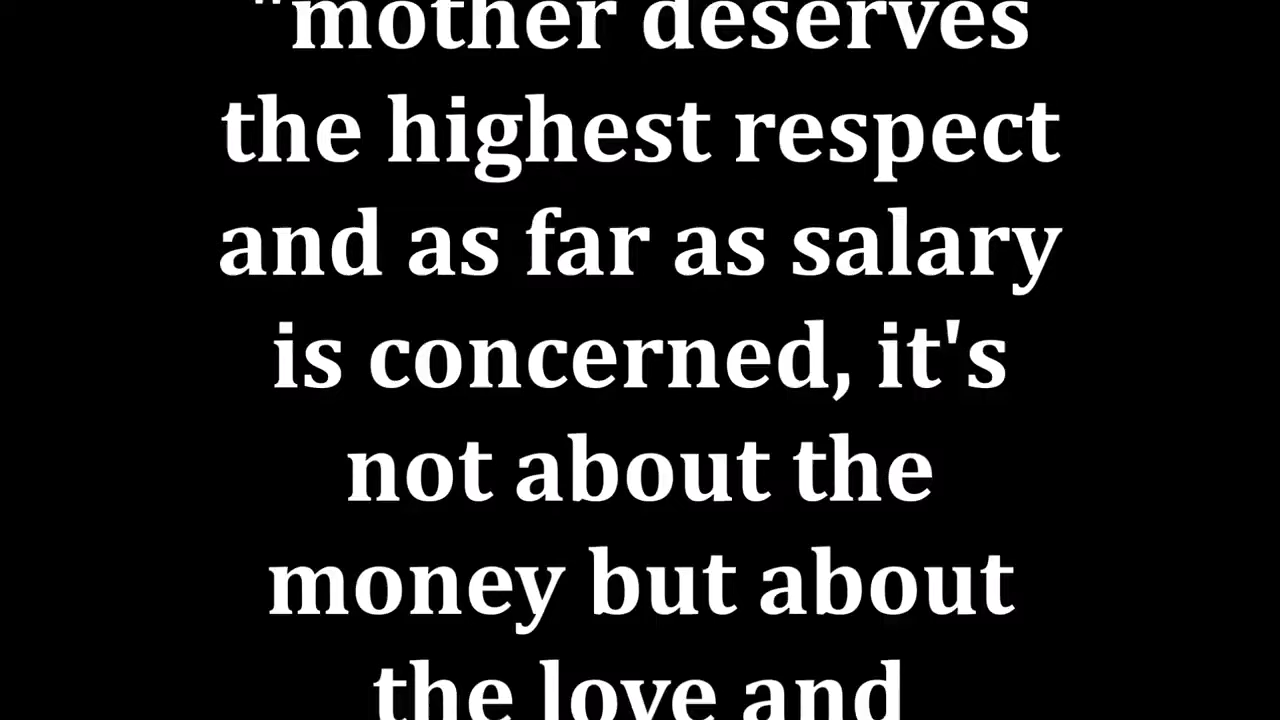 "mother deserves
the highest respect
and as far as salary
is concerned, it's
not about the
money but about
the love and